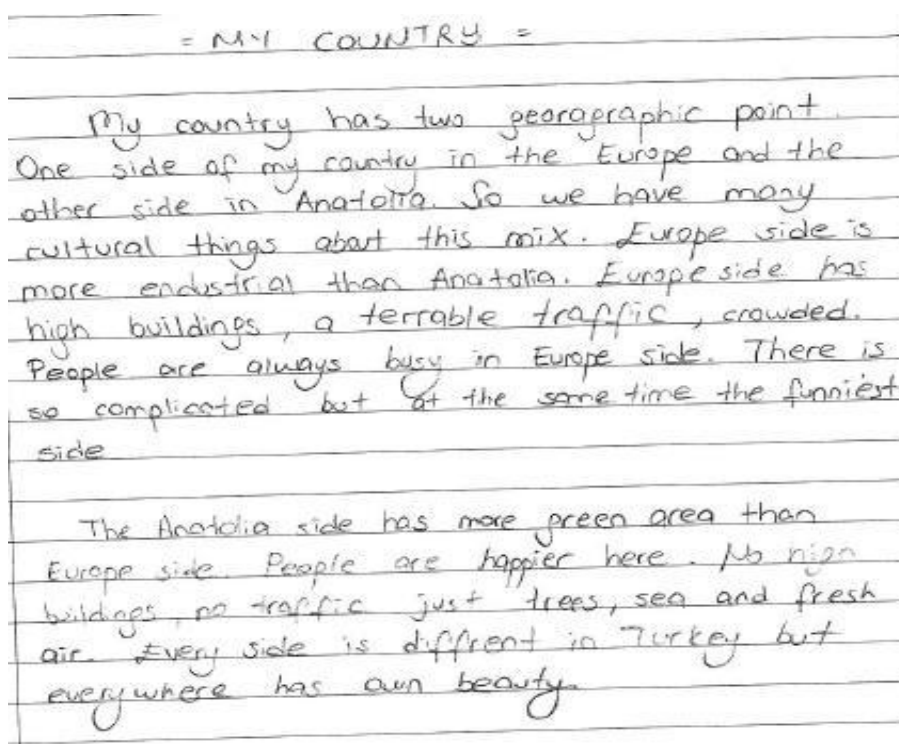 = MY COUNTRY =
My country has two georagraphic point.
One side of my country in the Europe and the
other side in Anatolia. So we have many
cultural things about this mix. Europe side is
more endustrial than Anatolia. Europe side has
high buildings, a terrable traffic, crowded.
People are always busy in Europe side. There is
so complicated but at the same time the funniest
side
The Anatolia side has more green area than
Europe side. People are happier here. No high
buildings, no traffic just trees, sea and fresh
air. Every side is diffrent in Turkey but
everywhere has own beauty.